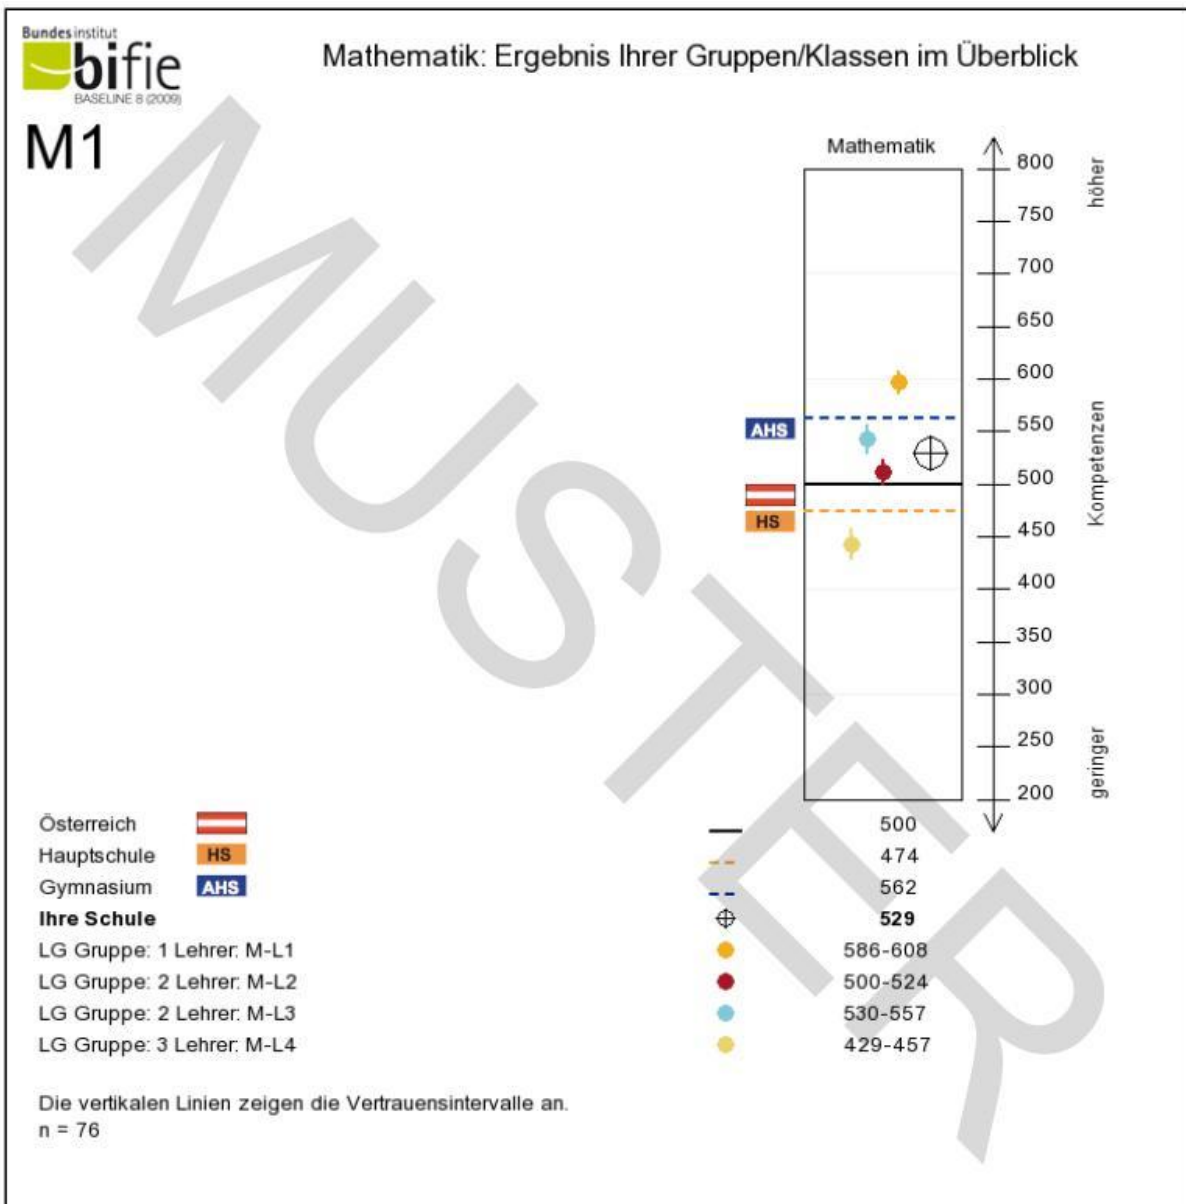 Bundesinstitut
bifie
BASELINE 8 (2009)
Mathematik: Ergebnis Ihrer Gruppen/Klassen im Überblick
M1
MUSTER
Mathematik
800
750
700
650
600
550
500
450
400
350
300
250
200
höher
Kompetenzen
geringer
AHS
HS
Österreich 500
Hauptschule HS 474
Gymnasium AHS 562
Ihre Schule 529
LG Gruppe: 1 Lehrer: M-L1 586-608
LG Gruppe: 2 Lehrer: M-L2 500-524
LG Gruppe: 2 Lehrer: M-L3 530-557
LG Gruppe: 3 Lehrer: M-L4 429-457
Die vertikalen Linien zeigen die Vertrauensintervalle an.
n = 76